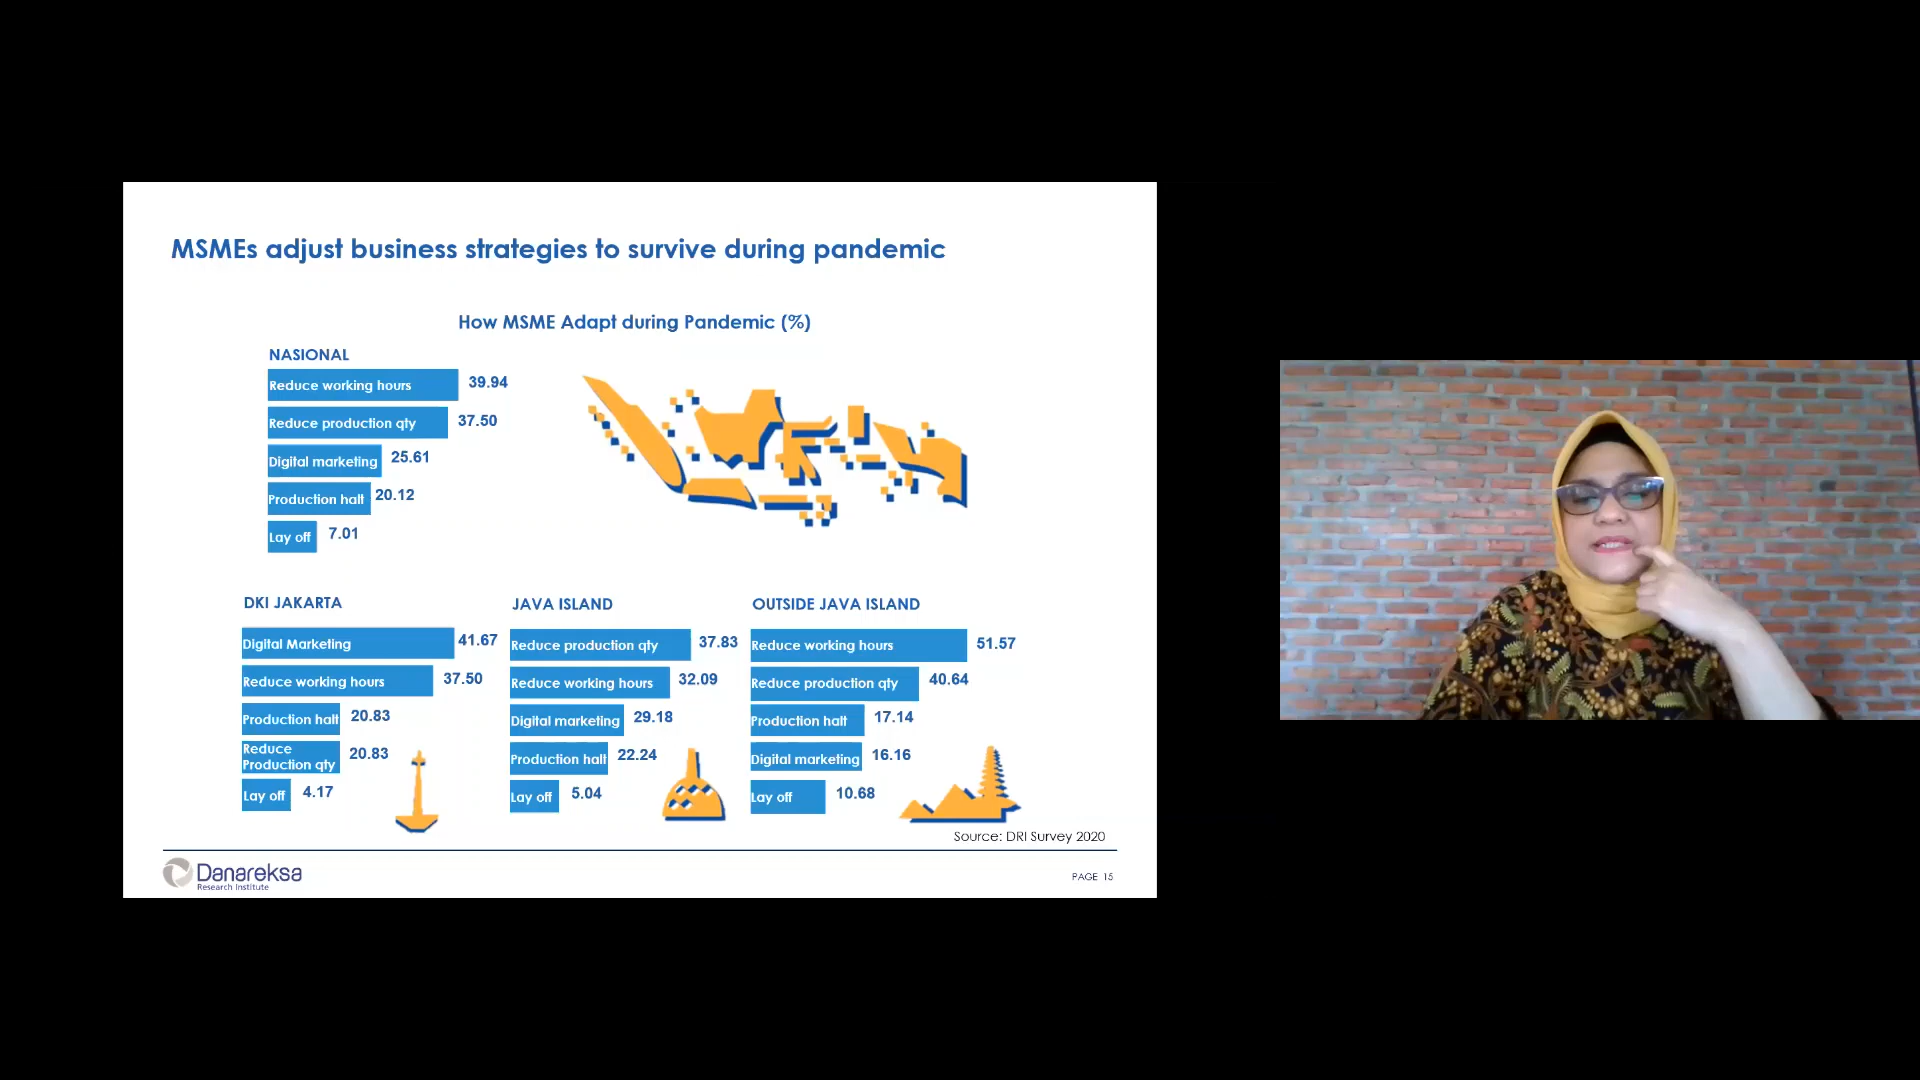 MSMEs adjust business strategies to survive during pandemic
How MSME Adapt during Pandemic (%)
NASIONAL
Reduce working hours 39.94
Reduce production qty 37.50
Digital marketing 25.61
Production halt 20.12
Lay off 7.01
DKI JAKARTA
Digital Marketing 41.67
Reduce working hours 37.50
Production halt 20.83
Reduce
Production qty 20.83
Lay off 4.17
JAVA ISLAND
Reduce production qty 37.83
Reduce working hours 32.09
Digital marketing 29.18
Production halt 22.24
Lay off 5.04
OUTSIDE JAVA ISLAND
Reduce working hours 51.57
Reduce production qty 40.64
Production halt 17.14
Digital marketing 16.16
Lay off 10.68
Source: DRI Survey 2020
Danareksa
Research Institute
PAGE 15